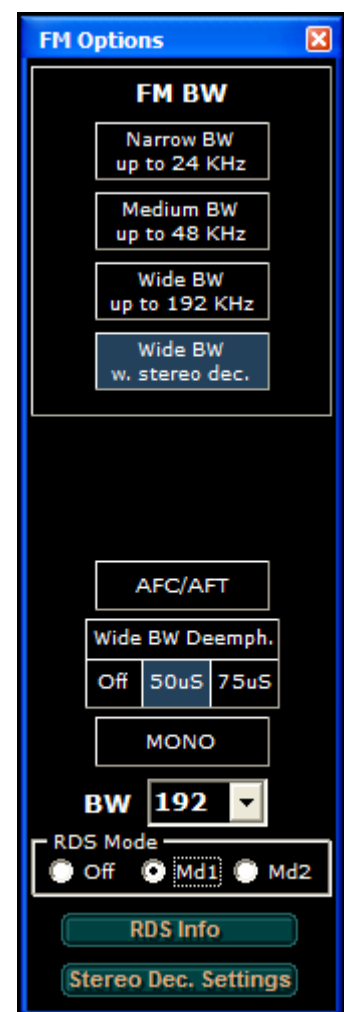 FM Options
FM BW
Narrow BW
up to 24 KHz
Medium BW
up to 48 KHz
Wide BW
up to 192 KHz
Wide BW
w. stereo dec.
AFC/AFT
Wide BW Deemph.
Off 50uS 75uS
MONO
BW 192
RDS Mode
Off Md1 Md2
RDS Info
Stereo Dec. Settings